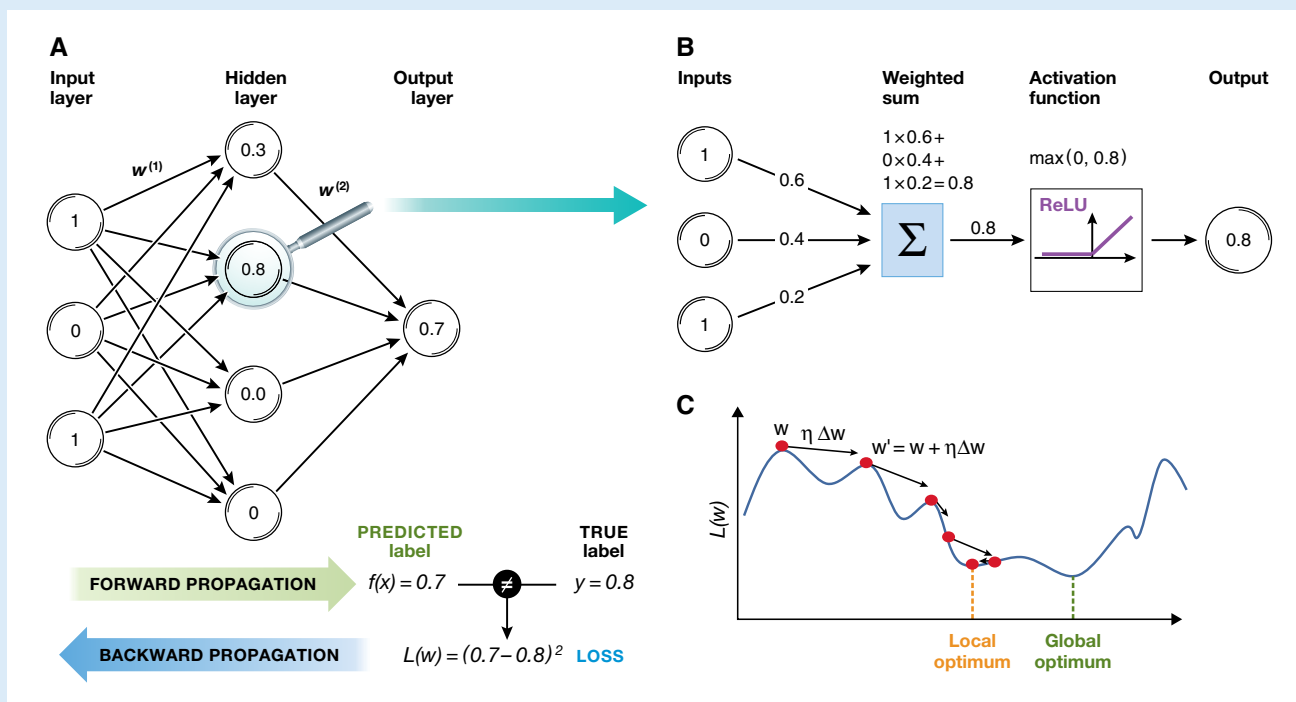 A
Input
layer
Hidden
layer
Output
layer
w(1)
w(2)
1
0
1
0.3
0.8
0.0
0
0.7
PREDICTED
label
TRUE
label
FORWARD PROPAGATION
f(x) = 0.7
≠
y = 0.8
BACKWARD PROPAGATION
L(w) = (0.7 – 0.8)²
LOSS
B
Inputs
Weighted
sum
Activation
function
Output
1×0.6+
0×0.4+
1×0.2=0.8
max(0, 0.8)
1
0
1
0.6
0.4
0.2
Σ
0.8
ReLU
0.8
C
L(w)
w
η Δw
w' = w + ηΔw
Local
optimum
Global
optimum